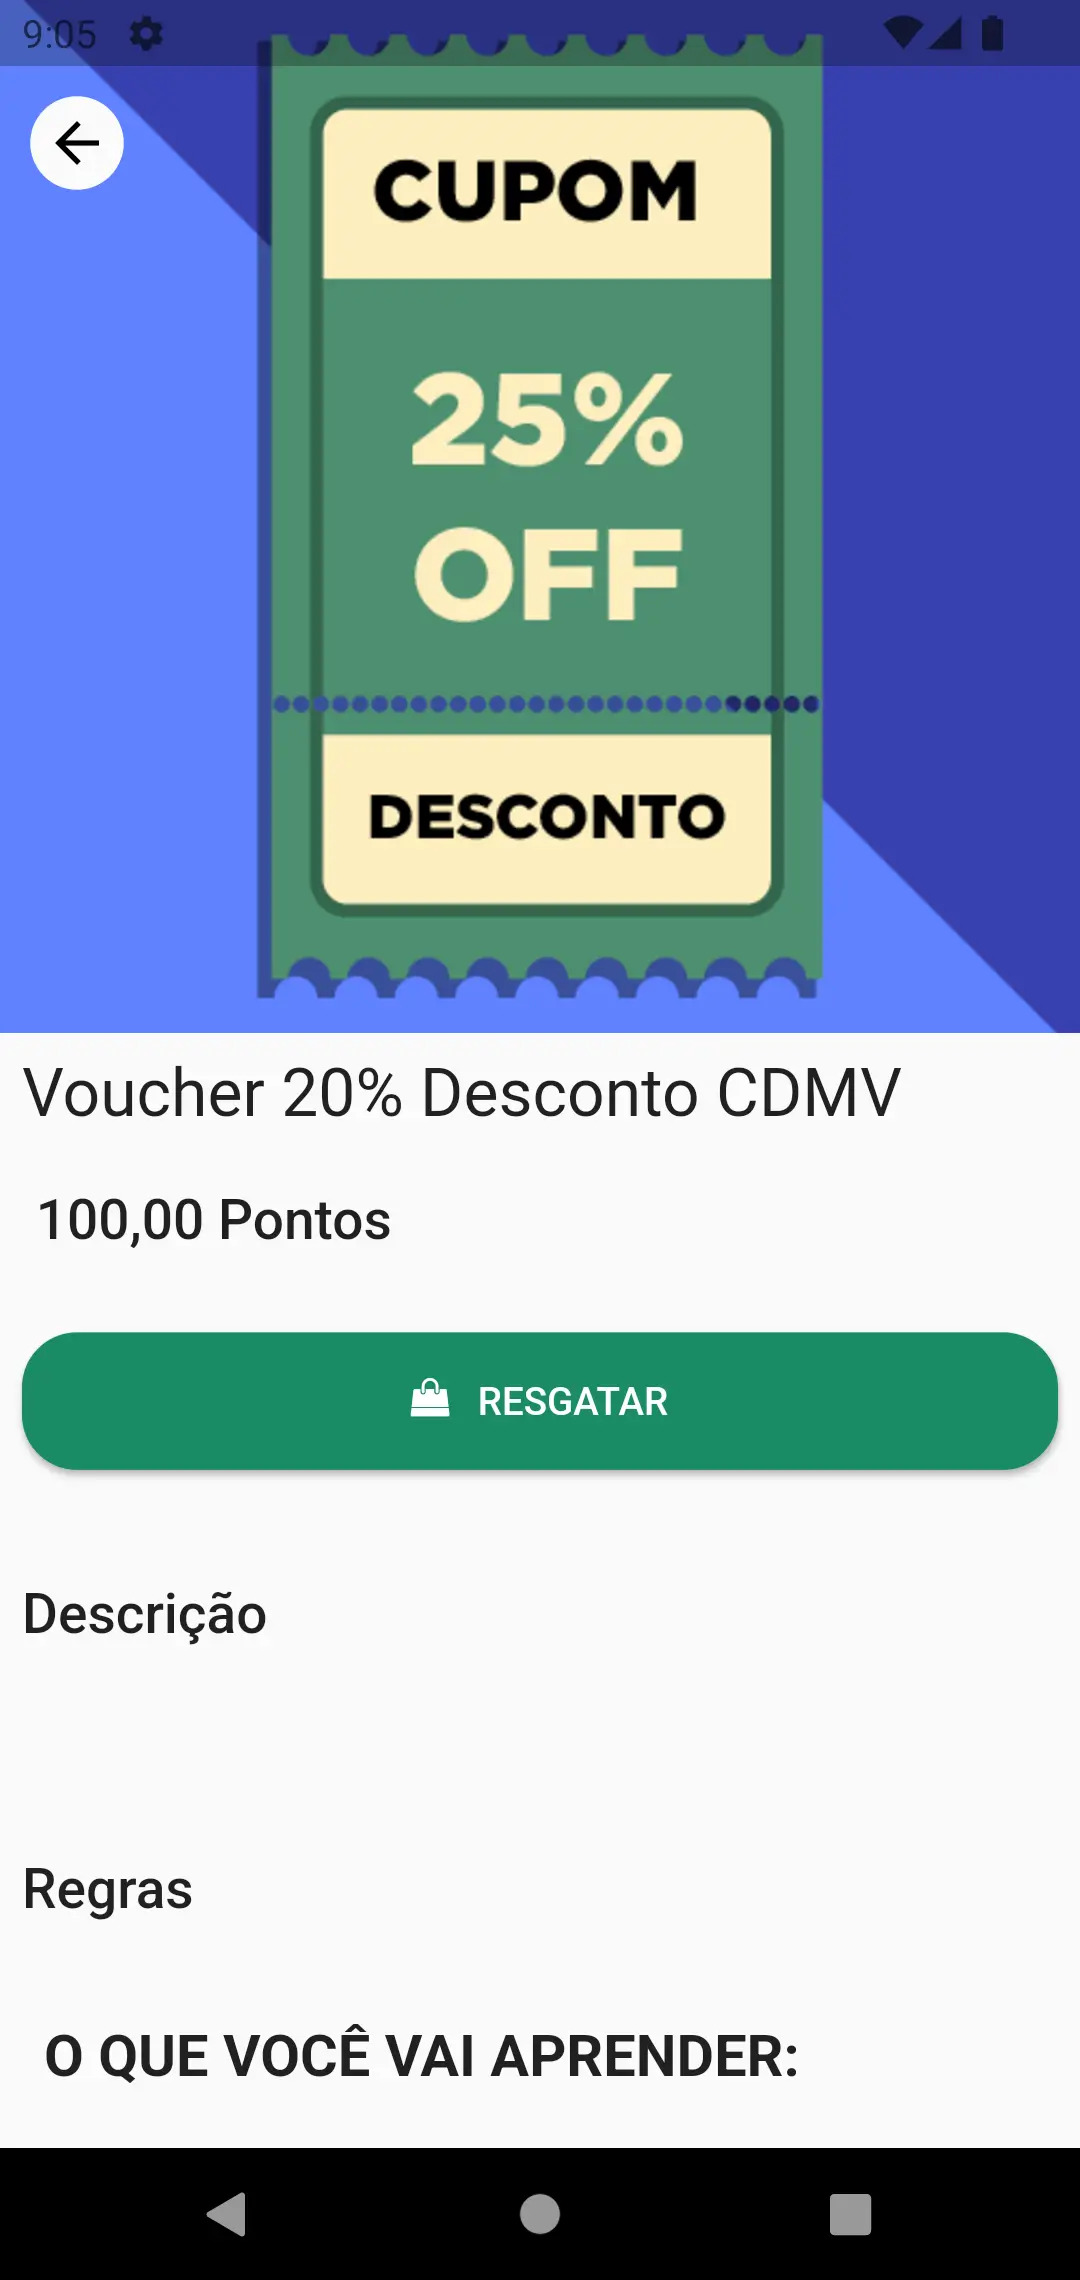 9:05
CUPOM
25%
OFF
DESCONTO
Voucher 20% Desconto CDMV
100,00 Pontos
RESGATAR
Descrição
Regras
O QUE VOCÊ VAI APRENDER: